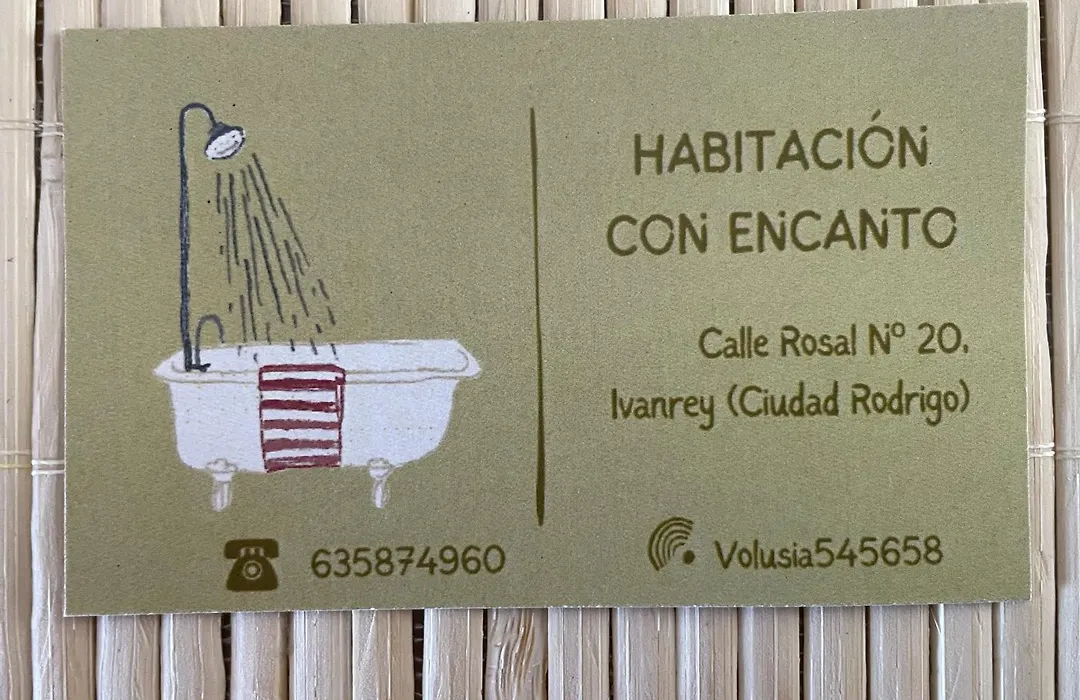 HABITACIÓN
CON ENCANTO
Calle Rosal Nº 20,
Ivanrey (Ciudad Rodrigo)
635874960
Volusia545658